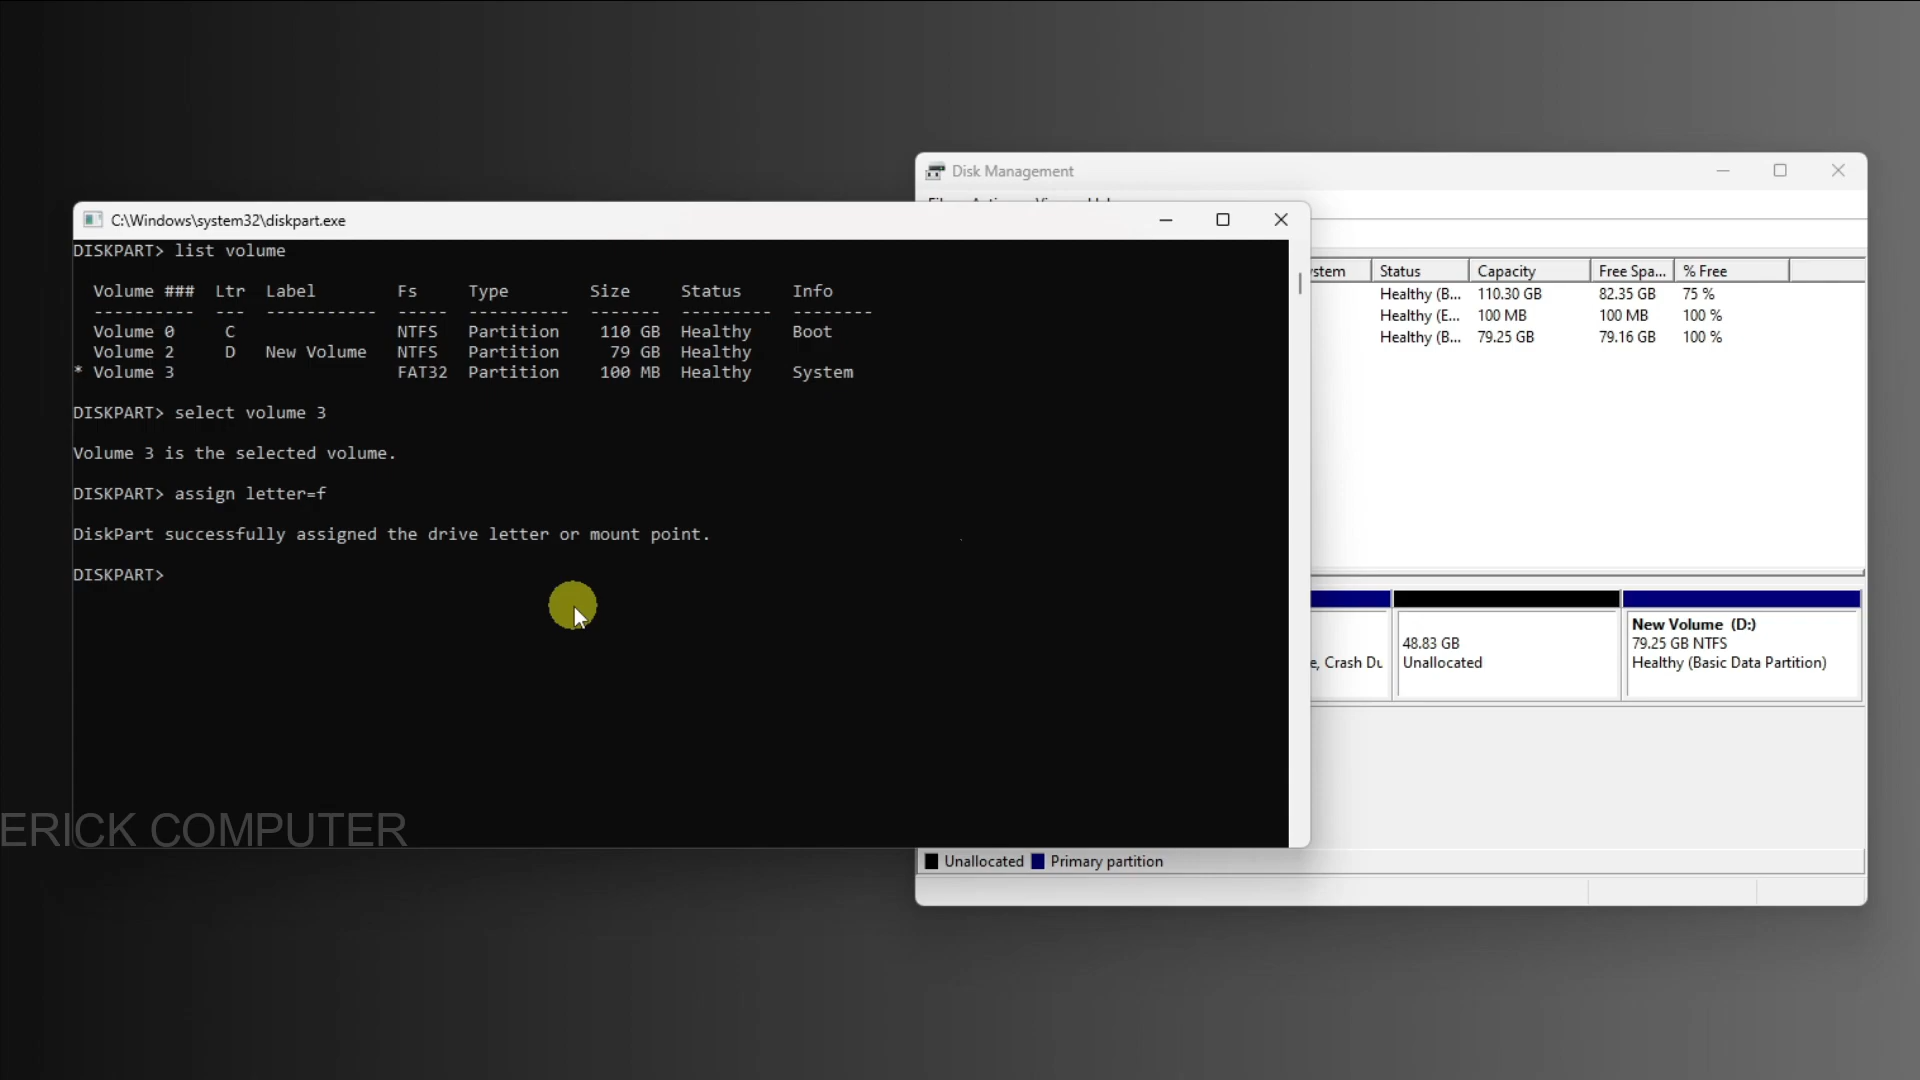 Disk Management
C:\Windows\system32\diskpart.exe
DISKPART> list volume
Volume ### Ltr Label Fs Type Size Status Info
---------- --- ----------- ----- ---------- ------- --------- --------
Volume 0 C NTFS Partition 110 GB Healthy Boot
Volume 2 D New Volume NTFS Partition 79 GB Healthy
* Volume 3 FAT32 Partition 100 MB Healthy System
DISKPART> select volume 3
Volume 3 is the selected volume.
DISKPART> assign letter=f
DiskPart successfully assigned the drive letter or mount point.
DISKPART>
Status Capacity Free Spa... % Free
Healthy (B... 110.30 GB 82.35 GB 75 %
Healthy (E... 100 MB 100 MB 100 %
Healthy (B... 79.25 GB 79.16 GB 100 %
, Crash Du
48.83 GB
Unallocated
New Volume (D:)
79.25 GB NTFS
Healthy (Basic Data Partition)
Unallocated Primary partition
ERICK COMPUTER